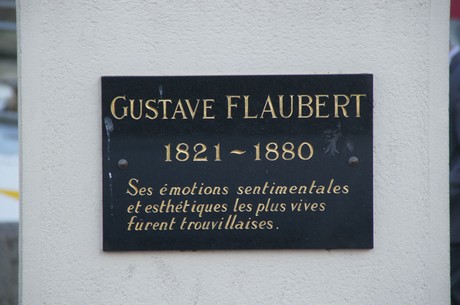 GUSTAVE FLAUBERT
1821 ~ 1880
Ses émotions sentimentales
et esthétiques les plus vives
furent trouvillaises.